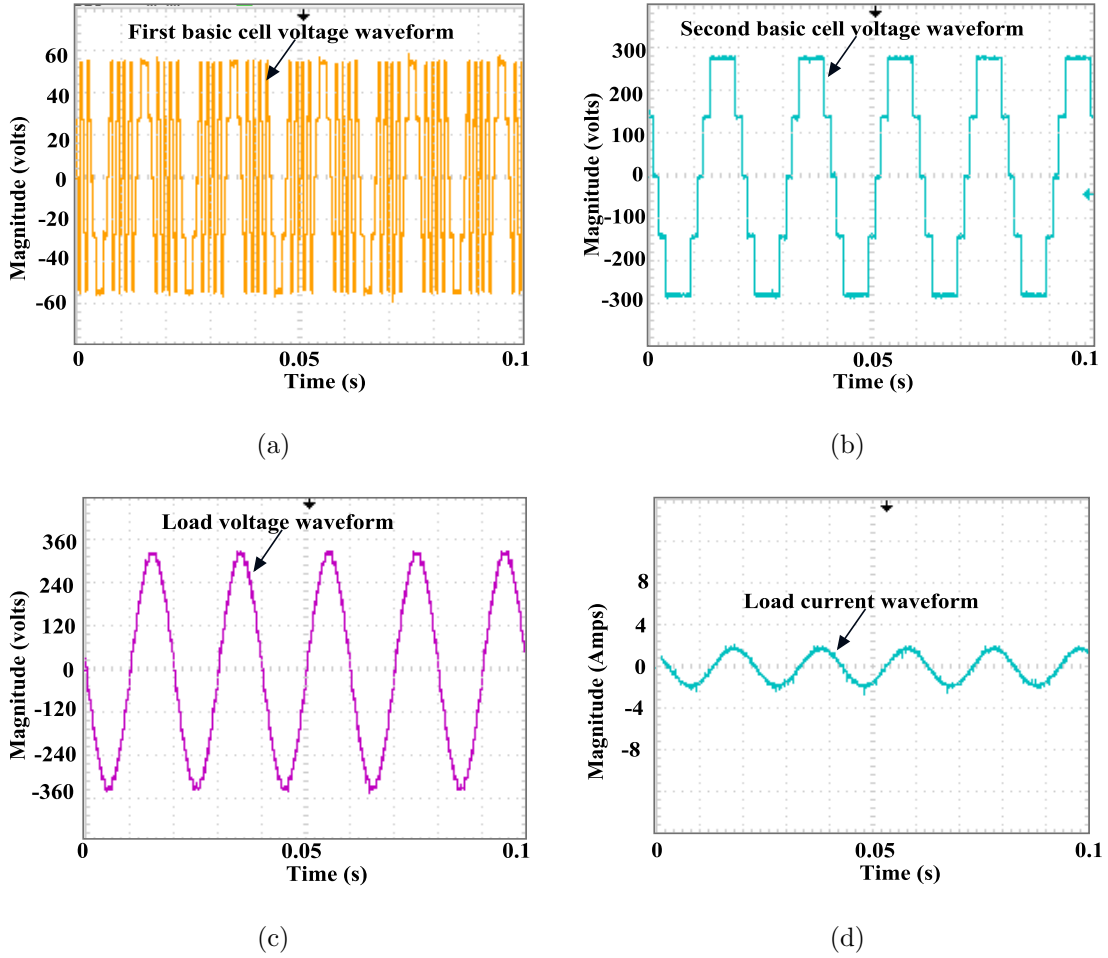 First basic cell voltage waveform
60
40
20
0
-20
-40
-60
Magnitude (volts)
0 0.05 0.1
Time (s)
(a)
Second basic cell voltage waveform
300
200
100
0
-100
-200
-300
Magnitude (volts)
0 0.05 0.1
Time (s)
(b)
Load voltage waveform
360
240
120
0
-120
-240
-360
Magnitude (volts)
0 0.05 0.1
Time (s)
(c)
Load current waveform
8
4
0
-4
-8
Magnitude (Amps)
0 0.05 0.1
Time (s)
(d)